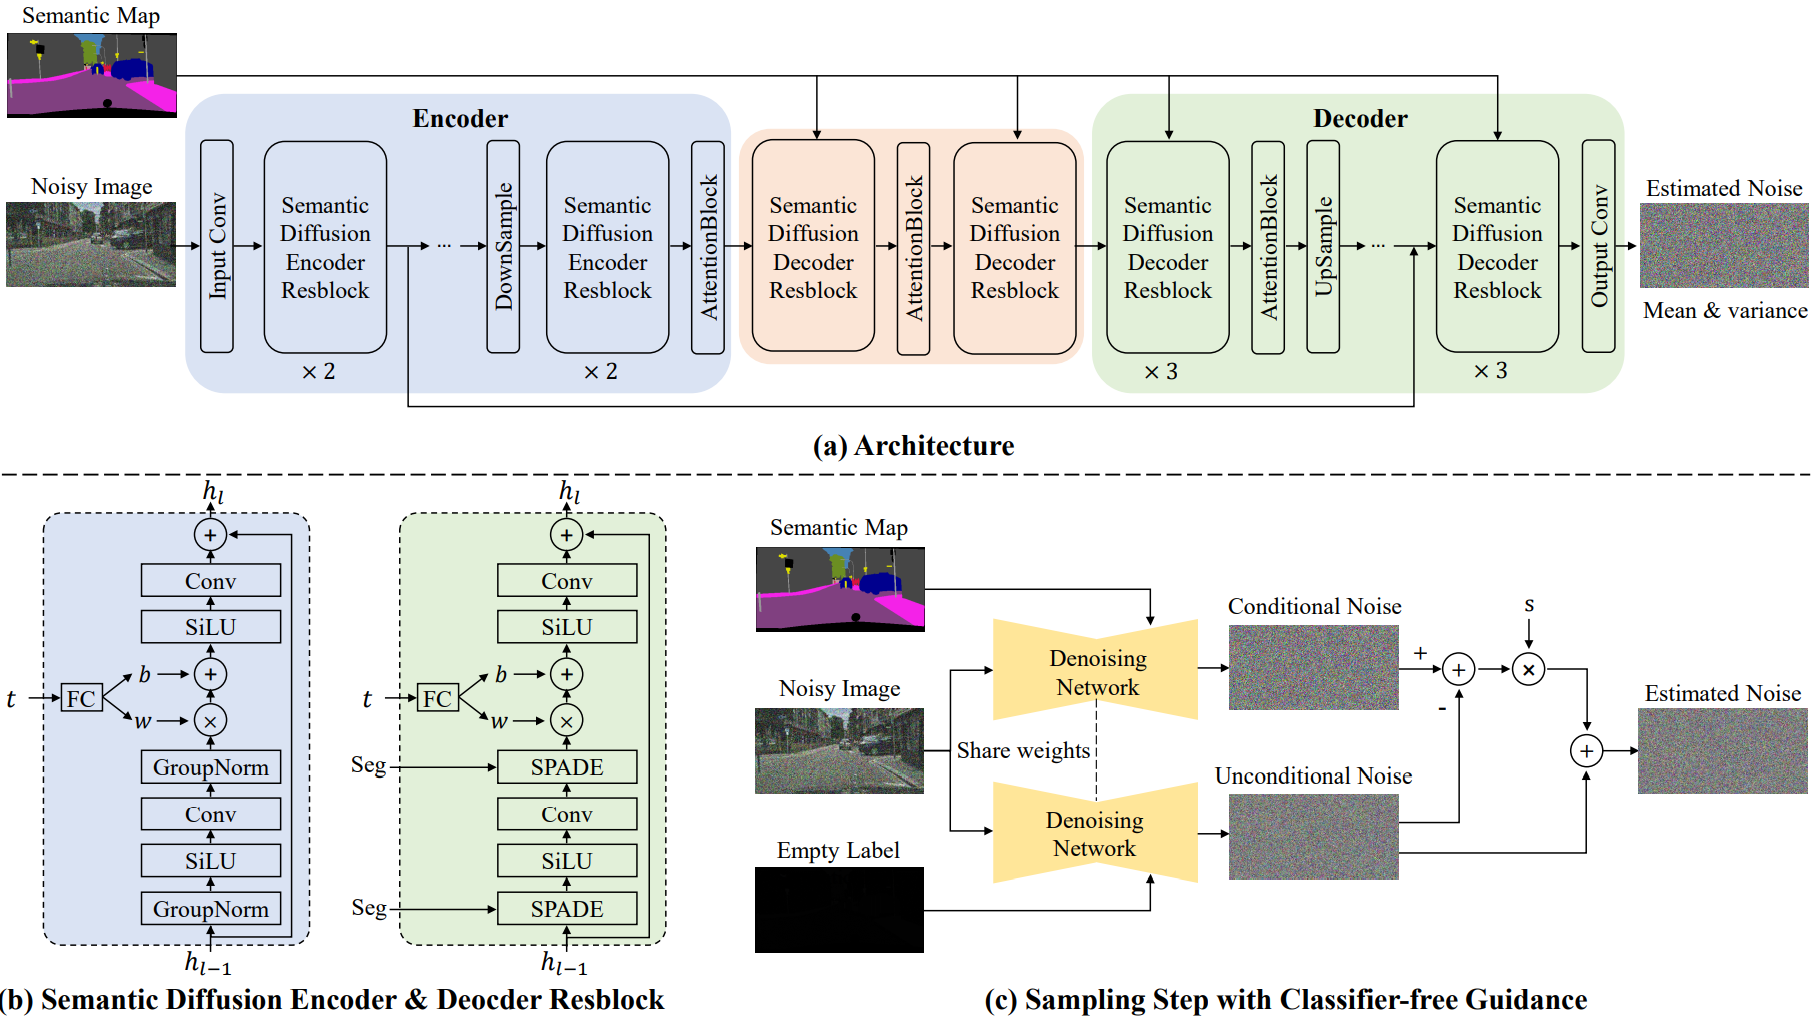 Semantic Map
Encoder
Decoder
Noisy Image
Input Conv
Semantic
Diffusion
Encoder
Resblock
× 2
...
DownSample
Semantic
Diffusion
Encoder
Resblock
× 2
AttentionBlock
Semantic
Diffusion
Decoder
Resblock
AttentionBlock
Semantic
Diffusion
Decoder
Resblock
Semantic
Diffusion
Decoder
Resblock
× 3
AttentionBlock
UpSample
...
Semantic
Diffusion
Decoder
Resblock
× 3
Output Conv
Estimated Noise
Mean & variance
(a) Architecture
h_l
+
Conv
SiLU
b
+
t
FC
w
×
GroupNorm
Conv
SiLU
GroupNorm
h_{l−1}
h_l
+
Conv
SiLU
b
+
t
FC
w
×
Seg
SPADE
Conv
SiLU
Seg
SPADE
h_{l−1}
(b) Semantic Diffusion Encoder & Deocder Resblock
Semantic Map
Noisy Image
Empty Label
Denoising
Network
Share weights
Denoising
Network
Conditional Noise
Unconditional Noise
+
-
+
s
×
+
Estimated Noise
(c) Sampling Step with Classifier-free Guidance